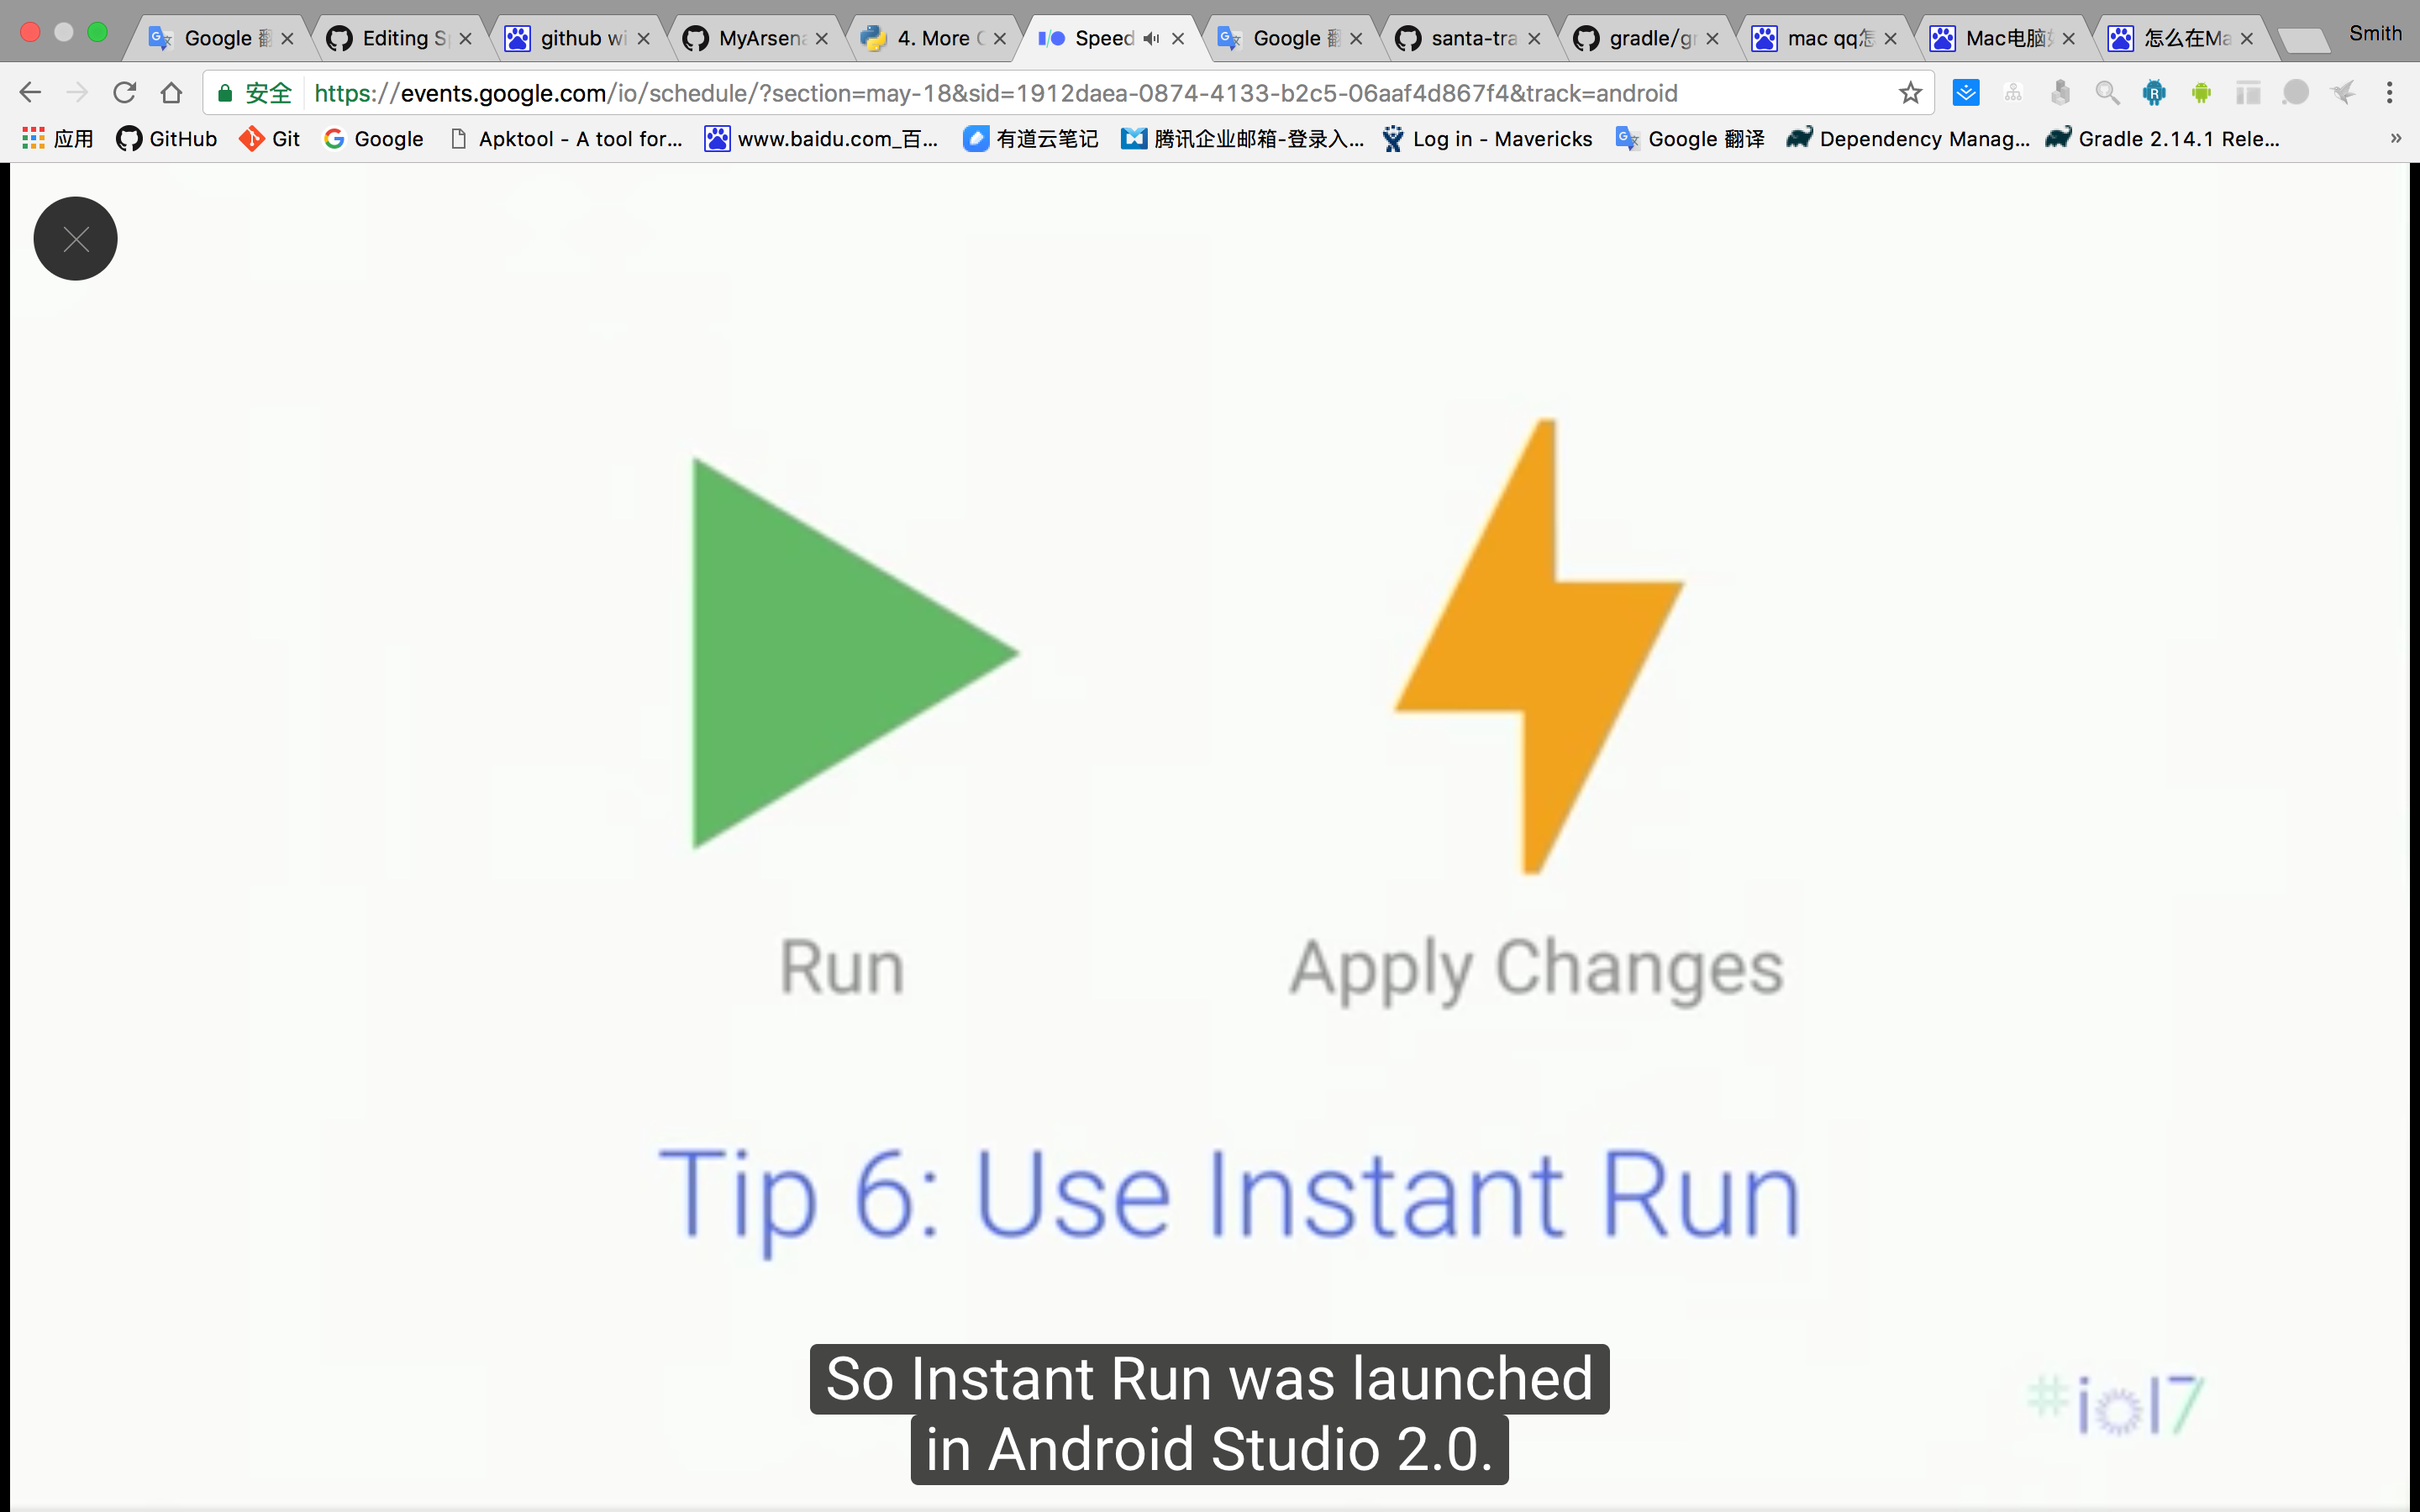 Google 翻
Editing S
github wi
MyArsen
4. More
Speed
Google 翻
santa-tra
gradle/g
mac qq怎
Mac电脑
怎么在Ma
Smith
安全 https://events.google.com/io/schedule/?section=may-18&sid=1912daea-0874-4133-b2c5-06aaf4d867f4&track=android
应用 GitHub Git Google Apktool - A tool for... www.baidu.com_百... 有道云笔记 腾讯企业邮箱-登录入... Log in - Mavericks Google 翻译 Dependency Manag... Gradle 2.14.1 Rele... »
Run
Apply Changes
Tip 6: Use Instant Run
So Instant Run was launched
in Android Studio 2.0.
#io17